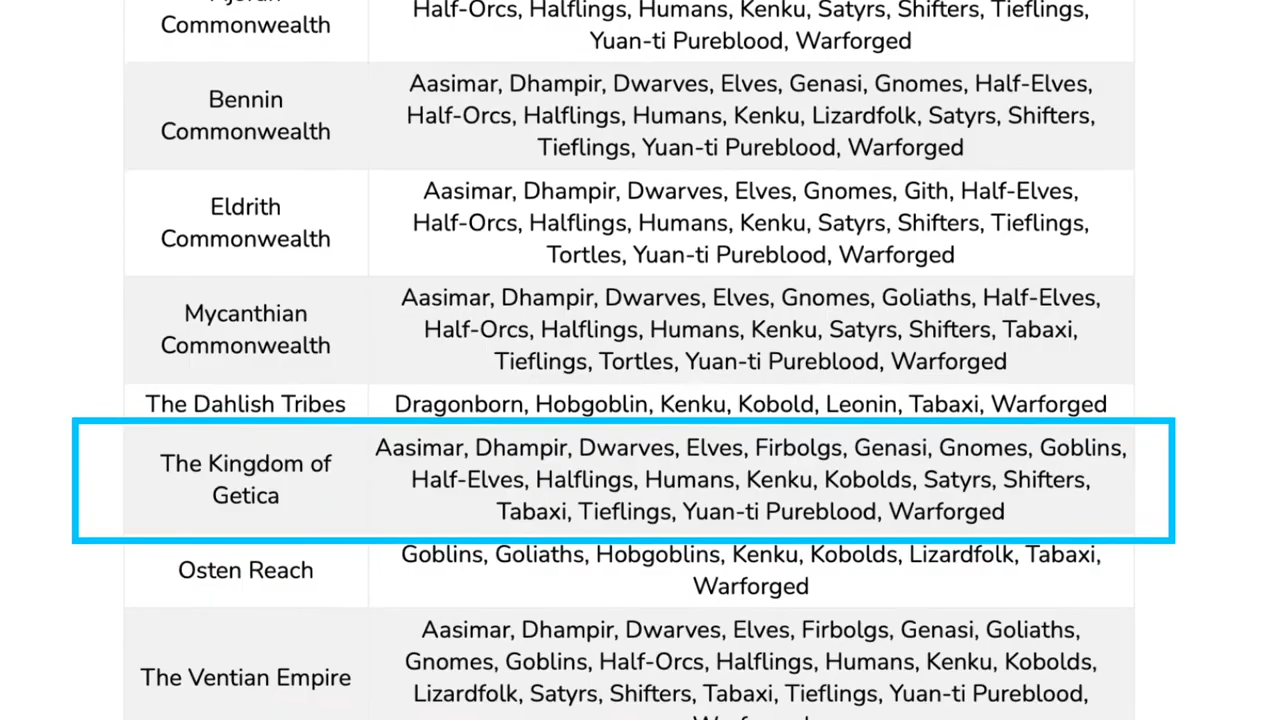 Commonwealth
Half-Orcs, Halflings, Humans, Kenku, Satyrs, Shifters, Tieflings,
Yuan-ti Pureblood, Warforged
Bennin
Commonwealth
Aasimar, Dhampir, Dwarves, Elves, Genasi, Gnomes, Half-Elves,
Half-Orcs, Halflings, Humans, Kenku, Lizardfolk, Satyrs, Shifters,
Tieflings, Yuan-ti Pureblood, Warforged
Eldrith
Commonwealth
Aasimar, Dhampir, Dwarves, Elves, Gnomes, Gith, Half-Elves,
Half-Orcs, Halflings, Humans, Kenku, Satyrs, Shifters, Tieflings,
Tortles, Yuan-ti Pureblood, Warforged
Mycanthian
Commonwealth
Aasimar, Dhampir, Dwarves, Elves, Gnomes, Goliaths, Half-Elves,
Half-Orcs, Halflings, Humans, Kenku, Satyrs, Shifters, Tabaxi,
Tieflings, Tortles, Yuan-ti Pureblood, Warforged
The Dahlish Tribes
Dragonborn, Hobgoblin, Kenku, Kobold, Leonin, Tabaxi, Warforged
The Kingdom of
Getica
Aasimar, Dhampir, Dwarves, Elves, Firbolgs, Genasi, Gnomes, Goblins,
Half-Elves, Halflings, Humans, Kenku, Kobolds, Satyrs, Shifters,
Tabaxi, Tieflings, Yuan-ti Pureblood, Warforged
Osten Reach
Goblins, Goliaths, Hobgoblins, Kenku, Kobolds, Lizardfolk, Tabaxi,
Warforged
The Ventian Empire
Aasimar, Dhampir, Dwarves, Elves, Firbolgs, Genasi, Goliaths,
Gnomes, Goblins, Half-Orcs, Halflings, Humans, Kenku, Kobolds,
Lizardfolk, Satyrs, Shifters, Tabaxi, Tieflings, Yuan-ti Pureblood,